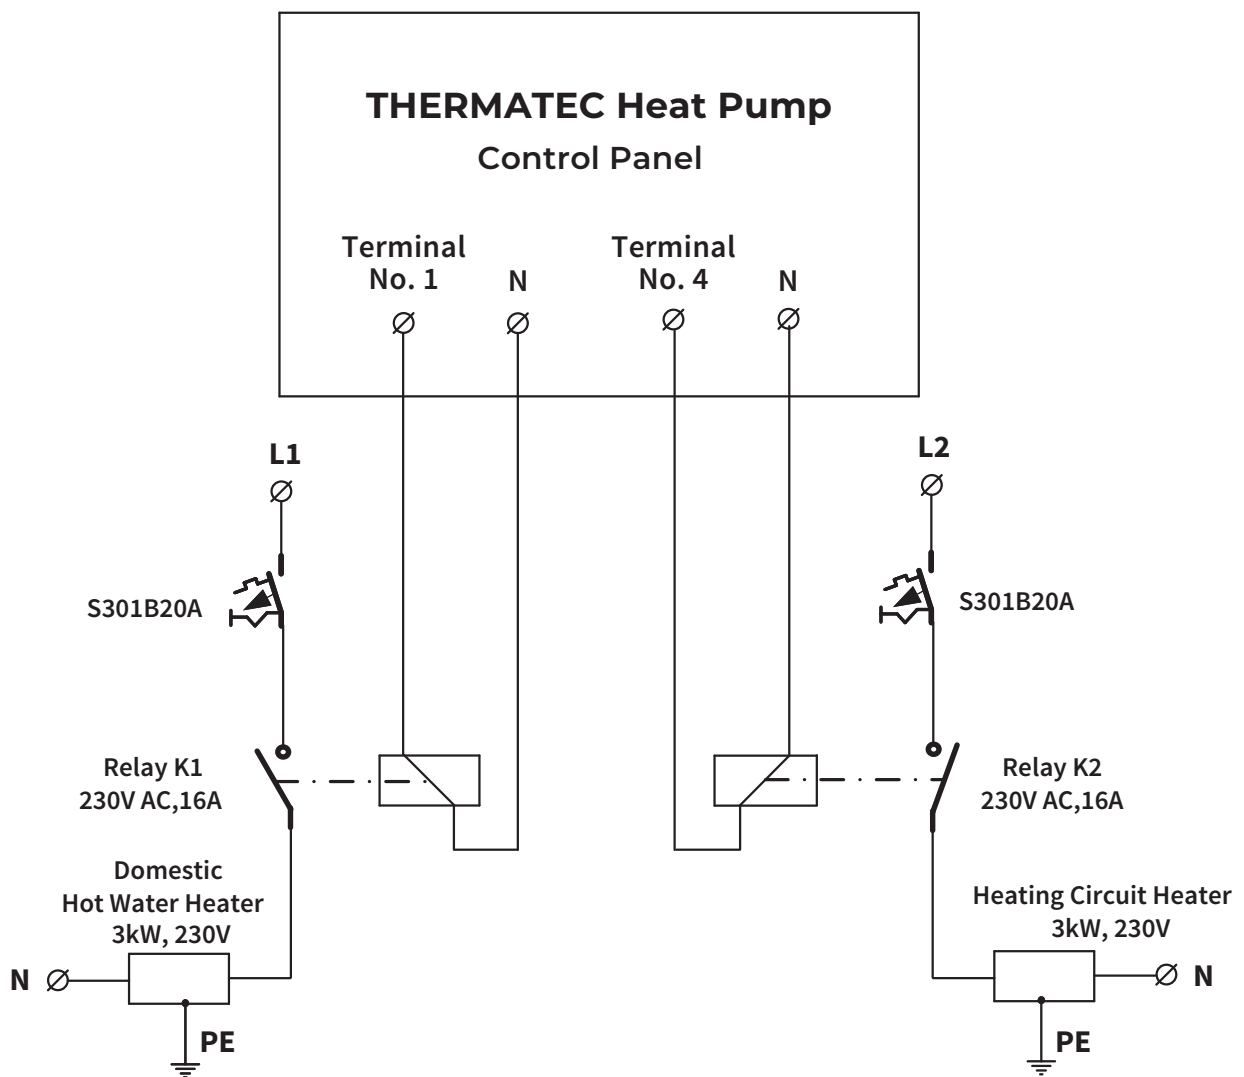 THERMATEC Heat Pump
Control Panel
Terminal
No. 1
N
Terminal
No. 4
N
L1
L2
S301B20A
S301B20A
Relay K1
230V AC,16A
Relay K2
230V AC,16A
Domestic
Hot Water Heater
3kW, 230V
Heating Circuit Heater
3kW, 230V
N
N
PE
PE